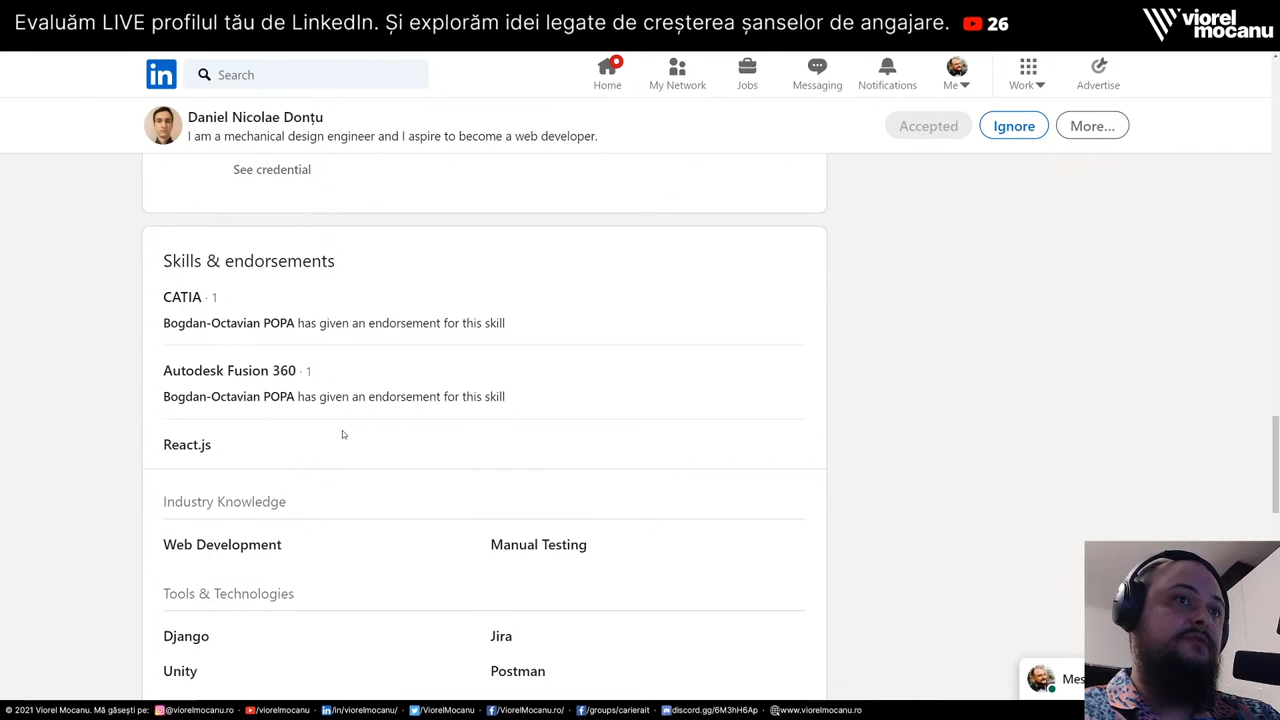 Evaluăm LIVE profilul tău de LinkedIn. Și explorăm idei legate de creșterea șanselor de angajare. 26
viorel
mocanu
in
Search
Home
My Network
Jobs
Messaging
Notifications
Me
Work
Advertise
Daniel Nicolae Donțu
I am a mechanical design engineer and I aspire to become a web developer.
Accepted
Ignore
More...
See credential
Skills & endorsements
CATIA · 1
Bogdan-Octavian POPA has given an endorsement for this skill
Autodesk Fusion 360 · 1
Bogdan-Octavian POPA has given an endorsement for this skill
React.js
Industry Knowledge
Web Development Manual Testing
Tools & Technologies
Django Jira
Unity Postman
Mes
© 2021 Viorel Mocanu. Mă găsești pe: @viorelmocanu.ro · /viorelmocanu · /in/viorelmocanu/ · /ViorelMocanu · /ViorelMocanu.ro/ · /groups/carierait · discord.gg/6M3hH6Ap · www.viorelmocanu.ro